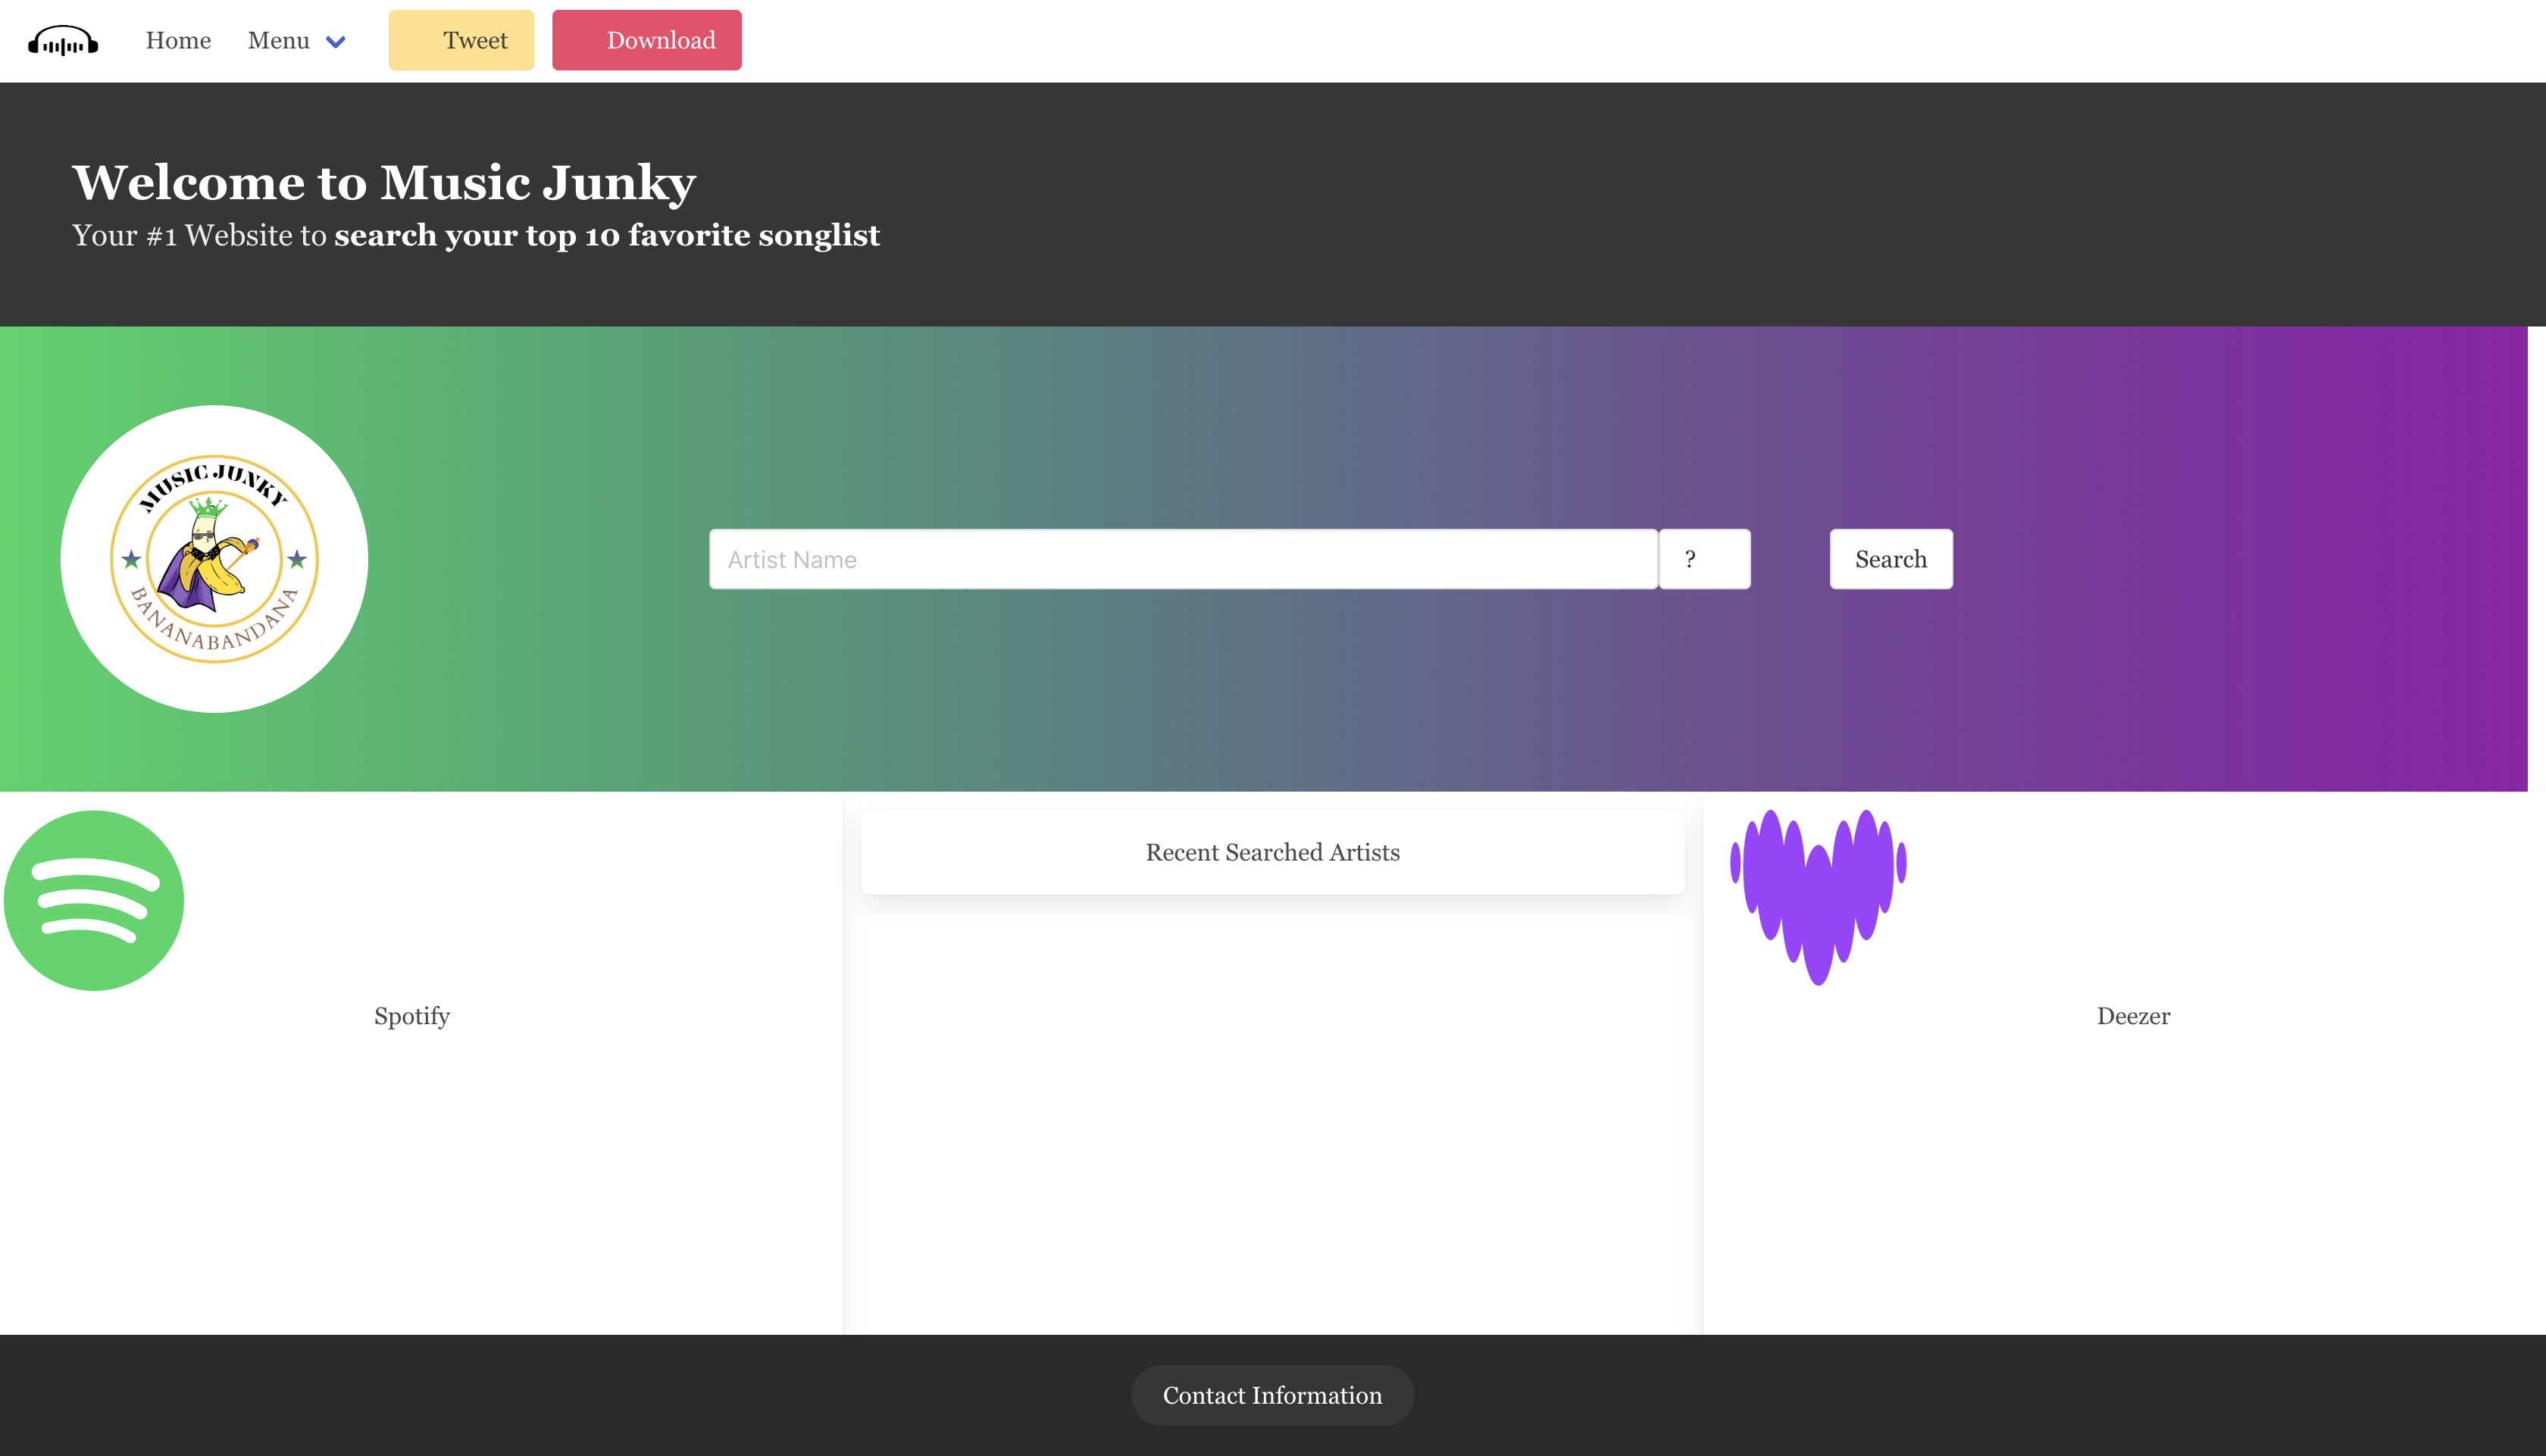 Home Menu Tweet Download
Welcome to Music Junky
Your #1 Website to search your top 10 favorite songlist
MUSIC JUNKY
BANANABANDANA
Artist Name ? Search
Recent Searched Artists
Spotify
Deezer
Contact Information